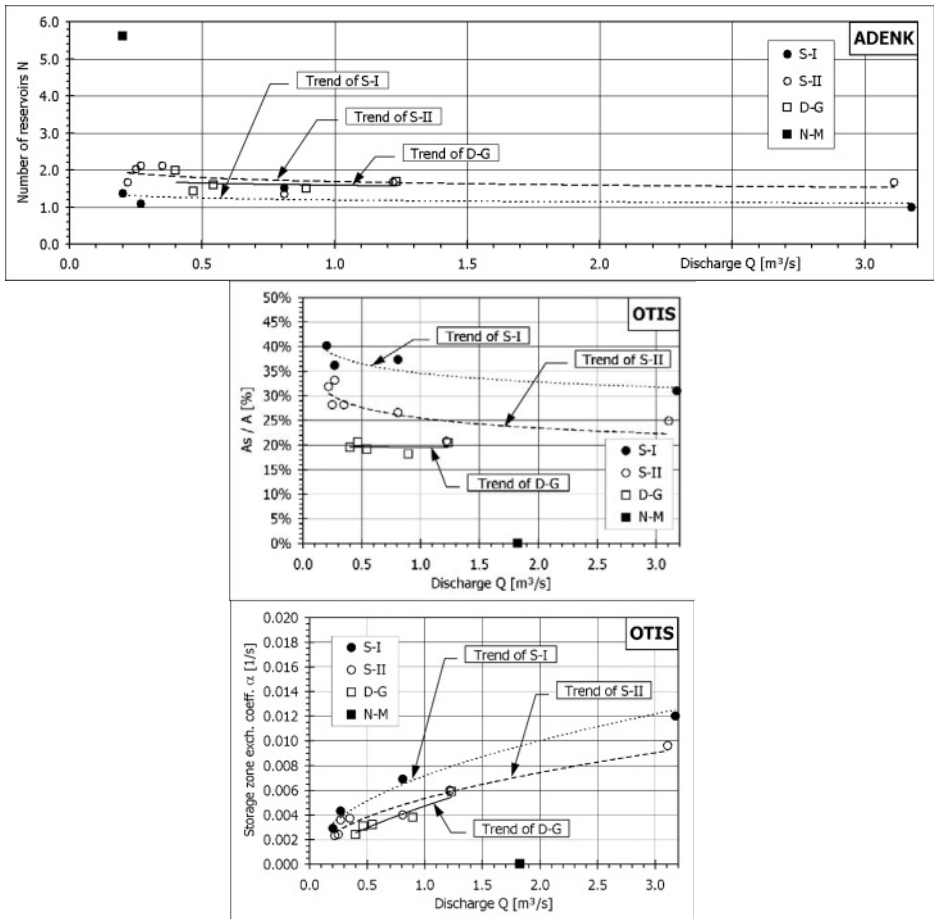 ADENK
Number of reservoirs N
6.0
5.0
4.0
3.0
2.0
1.0
0.0
S-I
S-II
D-G
N-M
Trend of S-I
Trend of S-II
Trend of D-G
0.0 0.5 1.0 1.5 2.0 Discharge Q [m³/s] 3.0
OTIS
As / A [%]
50%
45%
40%
35%
30%
25%
20%
15%
10%
5%
0%
Trend of S-I
Trend of S-II
Trend of D-G
S-I
S-II
D-G
N-M
0.0 0.5 1.0 1.5 2.0 2.5 3.0
Discharge Q [m³/s]
OTIS
Storage zone exch. coeff. α [1/s]
0.020
0.018
0.016
0.014
0.012
0.010
0.008
0.006
0.004
0.002
0.000
S-I
S-II
D-G
N-M
Trend of S-I
Trend of S-II
Trend of D-G
0.0 0.5 1.0 1.5 2.0 2.5 3.0
Discharge Q [m³/s]